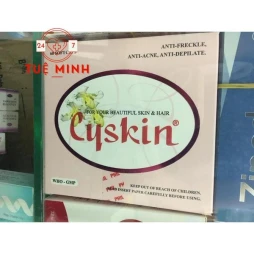 24 7
TUỆ MINH
ANTI-FRECKLE,
ANTI-ACNE, ANTI-DEPILATE.
FOR YOUR BEAUTIFUL SKIN & HAIR
Cyskin®
WHO - GMP
KEEP OUT OF REACH OF CHILDREN.
CAREFULLY BEFORE USING.